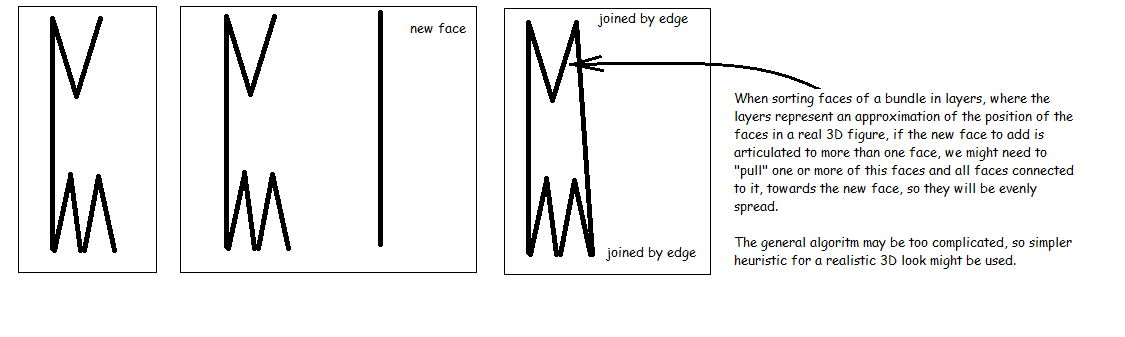 new face
joined by edge
joined by edge
When sorting faces of a bundle in layers, where the
layers represent an approximation of the position of the
faces in a real 3D figure, if the new face to add is
articulated to more than one face, we might need to
"pull" one or more of this faces and all faces connected
to it, towards the new face, so they will be evenly
spread.
The general algoritm may be too complicated, so simpler
heuristic for a realistic 3D look might be used.